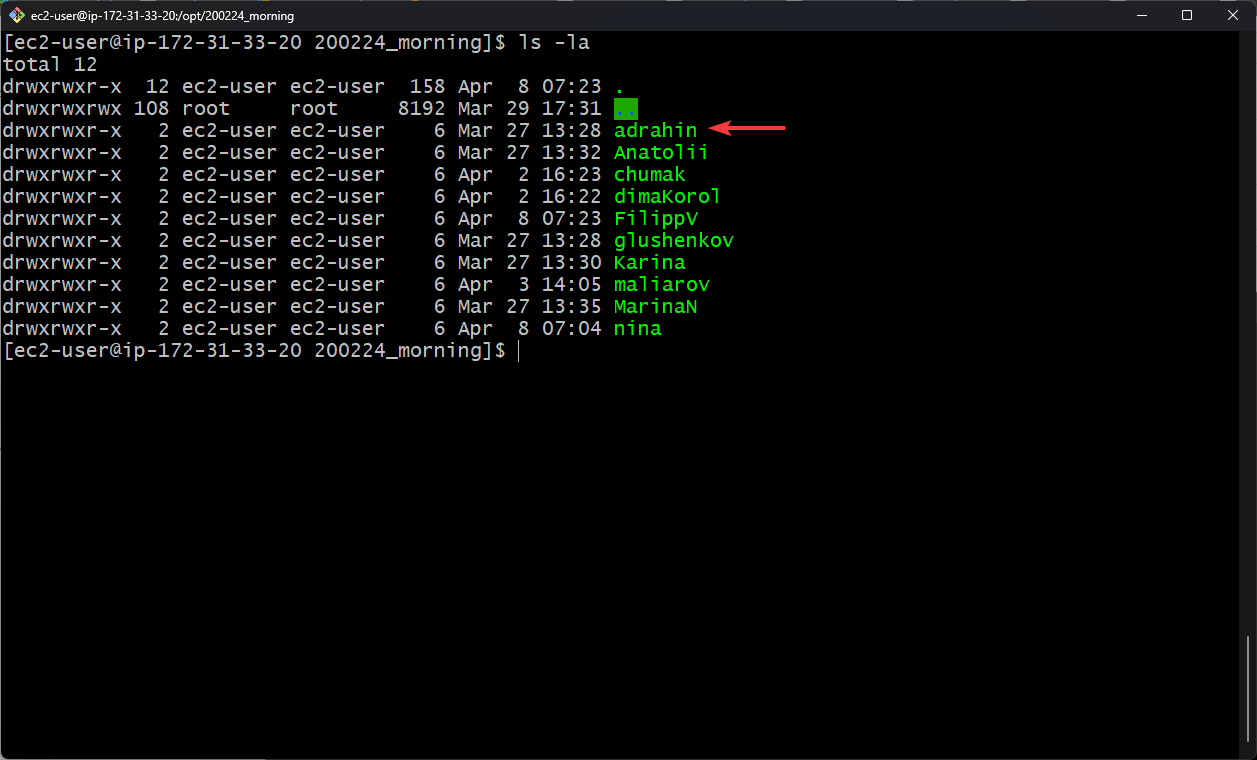 ec2-user@ip-172-31-33-20:/opt/200224_morning
[ec2-user@ip-172-31-33-20 200224_morning]$ ls -la
total 12
drwxrwxr-x  12 ec2-user ec2-user  158 Apr  8 07:23 .
drwxrwxrwx 108 root     root     8192 Mar 29 17:31 ..
drwxrwxr-x   2 ec2-user ec2-user    6 Mar 27 13:28 adrahin
drwxrwxr-x   2 ec2-user ec2-user    6 Mar 27 13:32 Anatolii
drwxrwxr-x   2 ec2-user ec2-user    6 Apr  2 16:23 chumak
drwxrwxr-x   2 ec2-user ec2-user    6 Apr  2 16:22 dimaKorol
drwxrwxr-x   2 ec2-user ec2-user    6 Apr  8 07:23 FilippV
drwxrwxr-x   2 ec2-user ec2-user    6 Mar 27 13:28 glushenkov
drwxrwxr-x   2 ec2-user ec2-user    6 Mar 27 13:30 Karina
drwxrwxr-x   2 ec2-user ec2-user    6 Apr  3 14:05 maliarov
drwxrwxr-x   2 ec2-user ec2-user    6 Mar 27 13:35 MarinaN
drwxrwxr-x   2 ec2-user ec2-user    6 Apr  8 07:04 nina
[ec2-user@ip-172-31-33-20 200224_morning]$